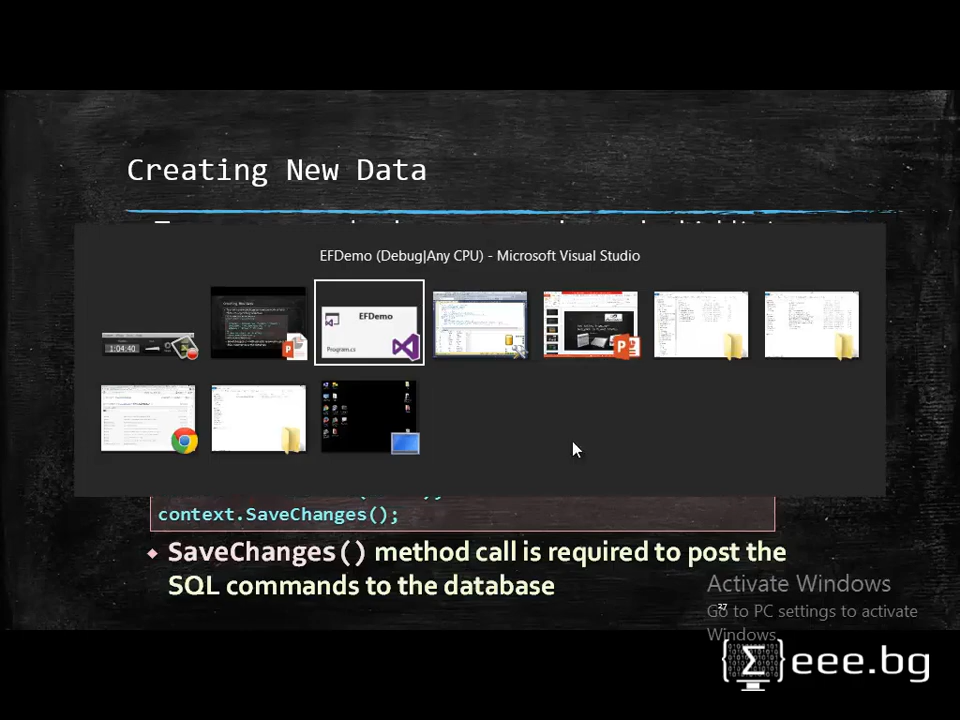 Creating New Data
EFDemo (Debug|Any CPU) - Microsoft Visual Studio
1:04:40
EFDemo
Program.cs
context.SaveChanges();
SaveChanges() method call is required to post the
SQL commands to the database
Activate Windows
27
Go to PC settings to activate
Windows.
{Σ} eee.bg